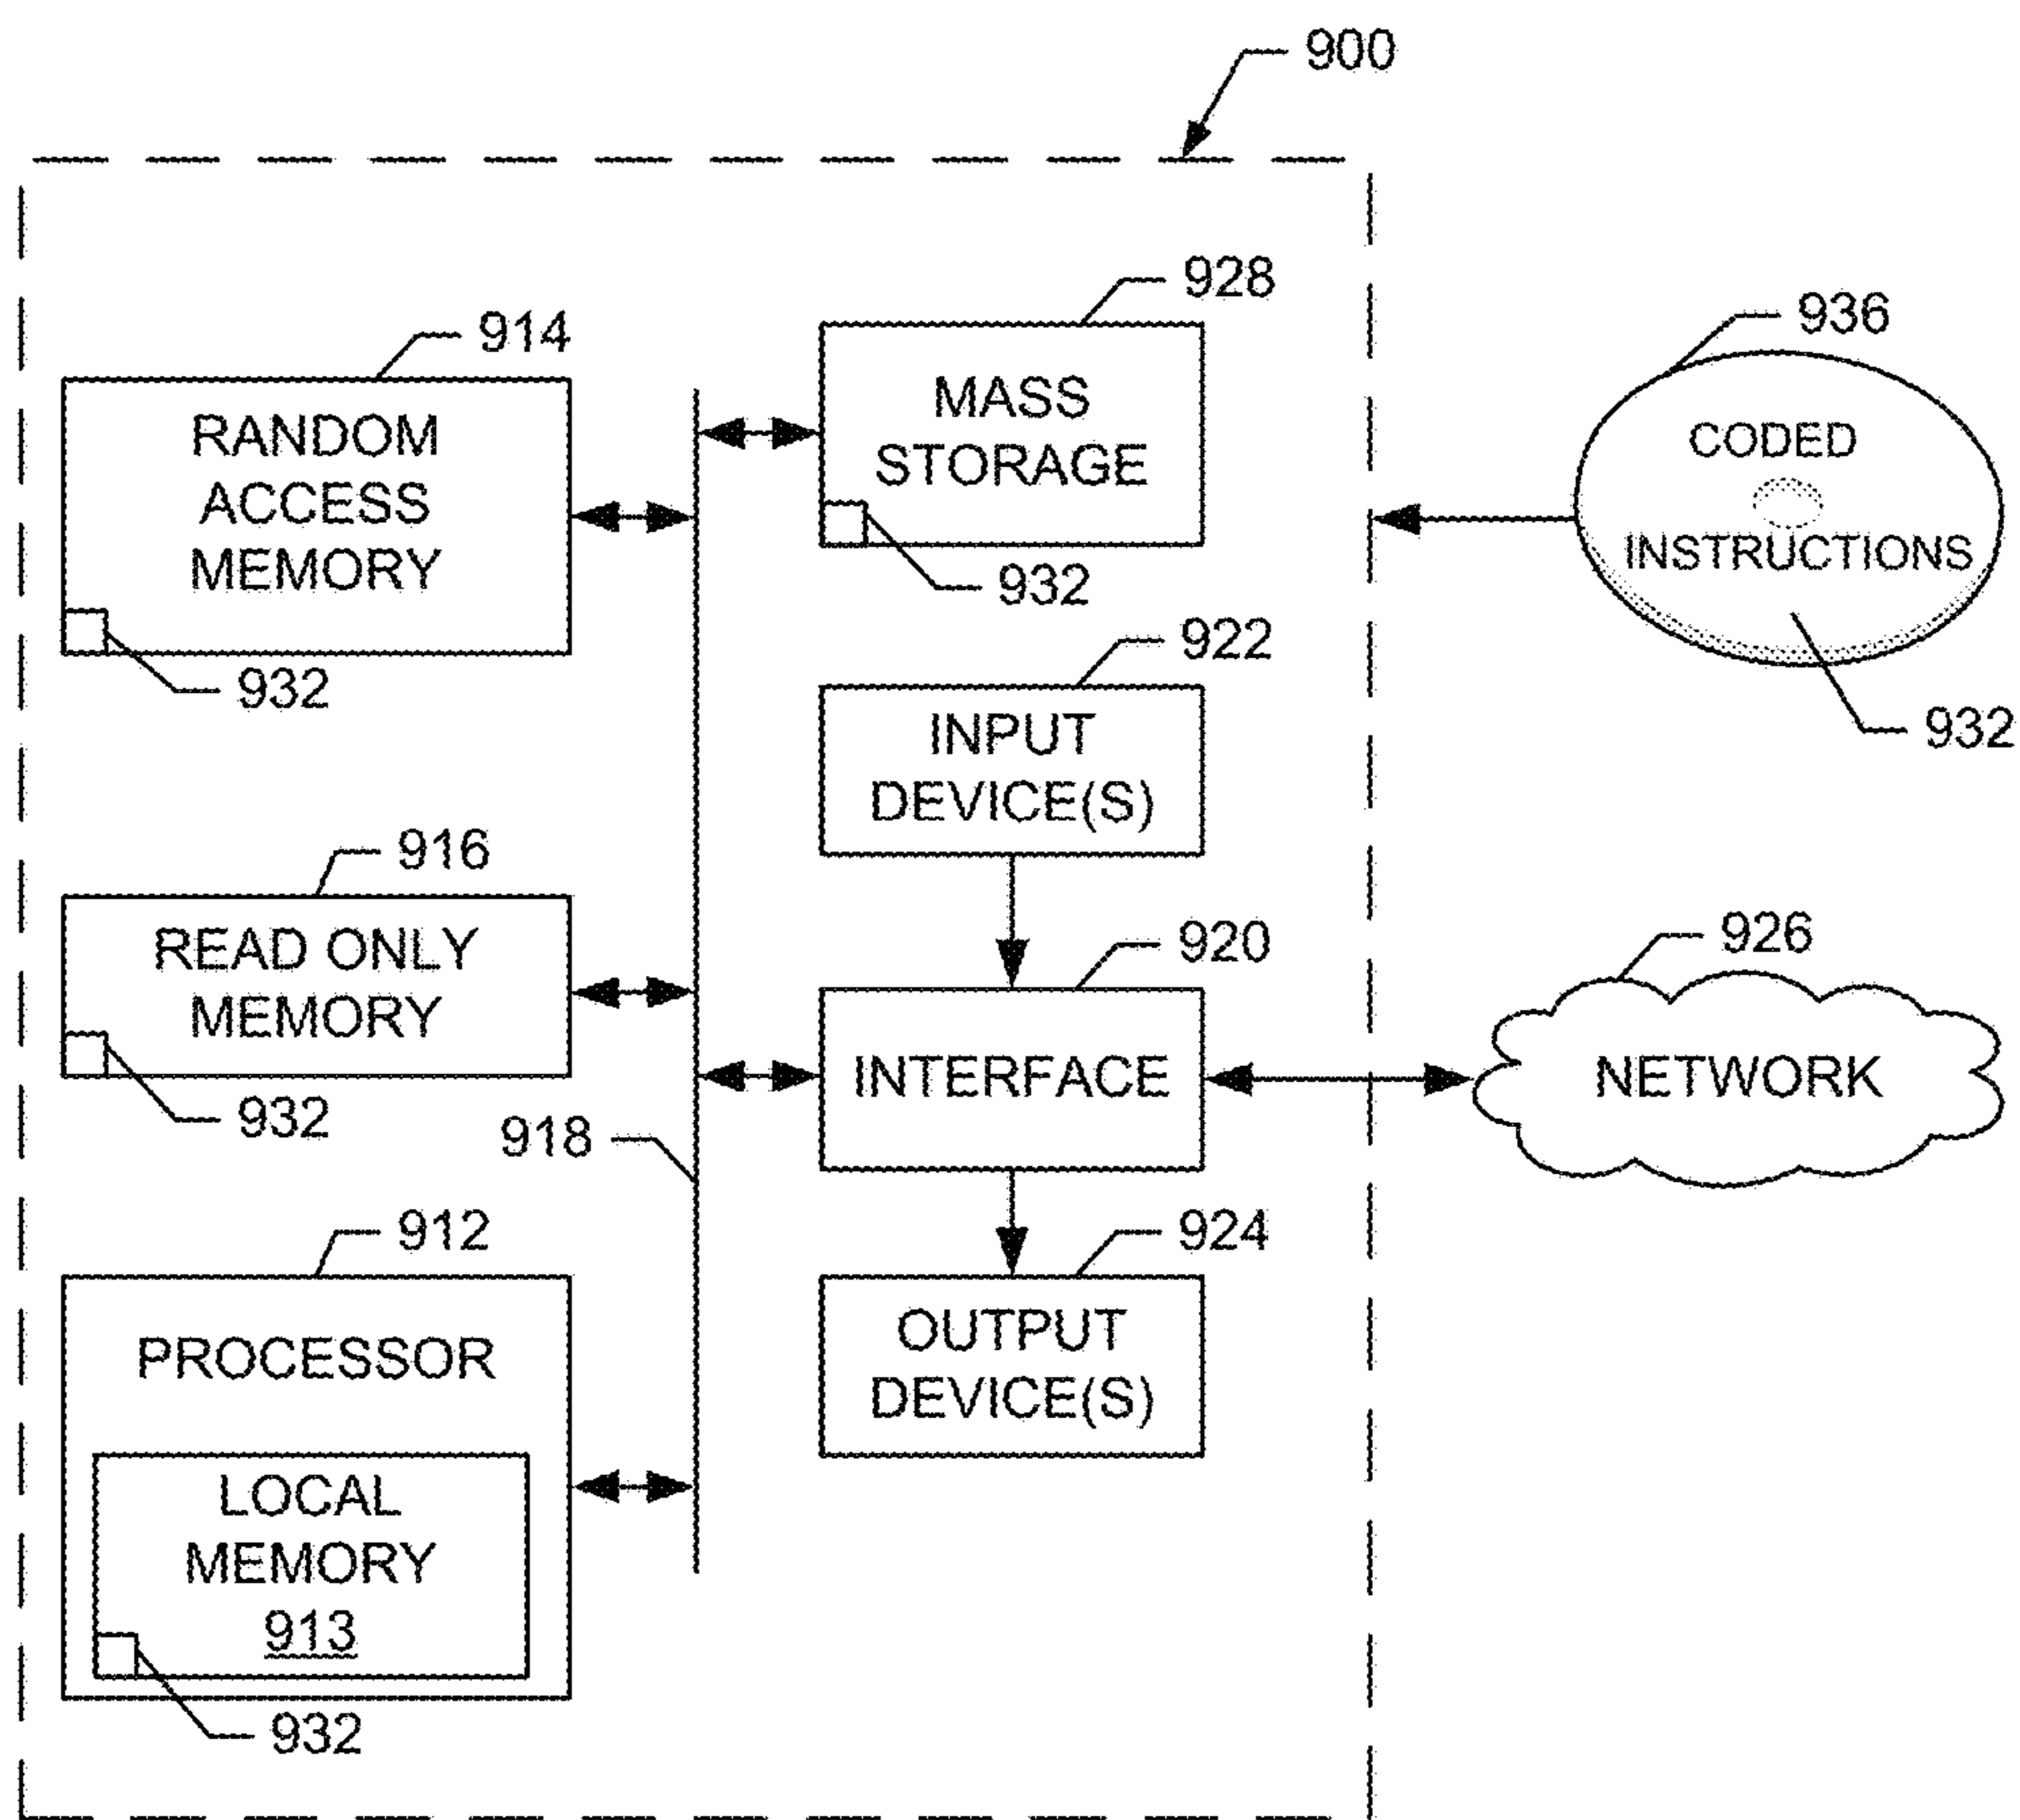 900
928
914
936
MASS
STORAGE
RANDOM
ACCESS
MEMORY
CODED
INSTRUCTIONS
932
932
932
922
INPUT
DEVICE(S)
916
READ ONLY
MEMORY
920
926
INTERFACE
NETWORK
932
918
912
924
PROCESSOR
OUTPUT
DEVICE(S)
LOCAL
MEMORY
913
932